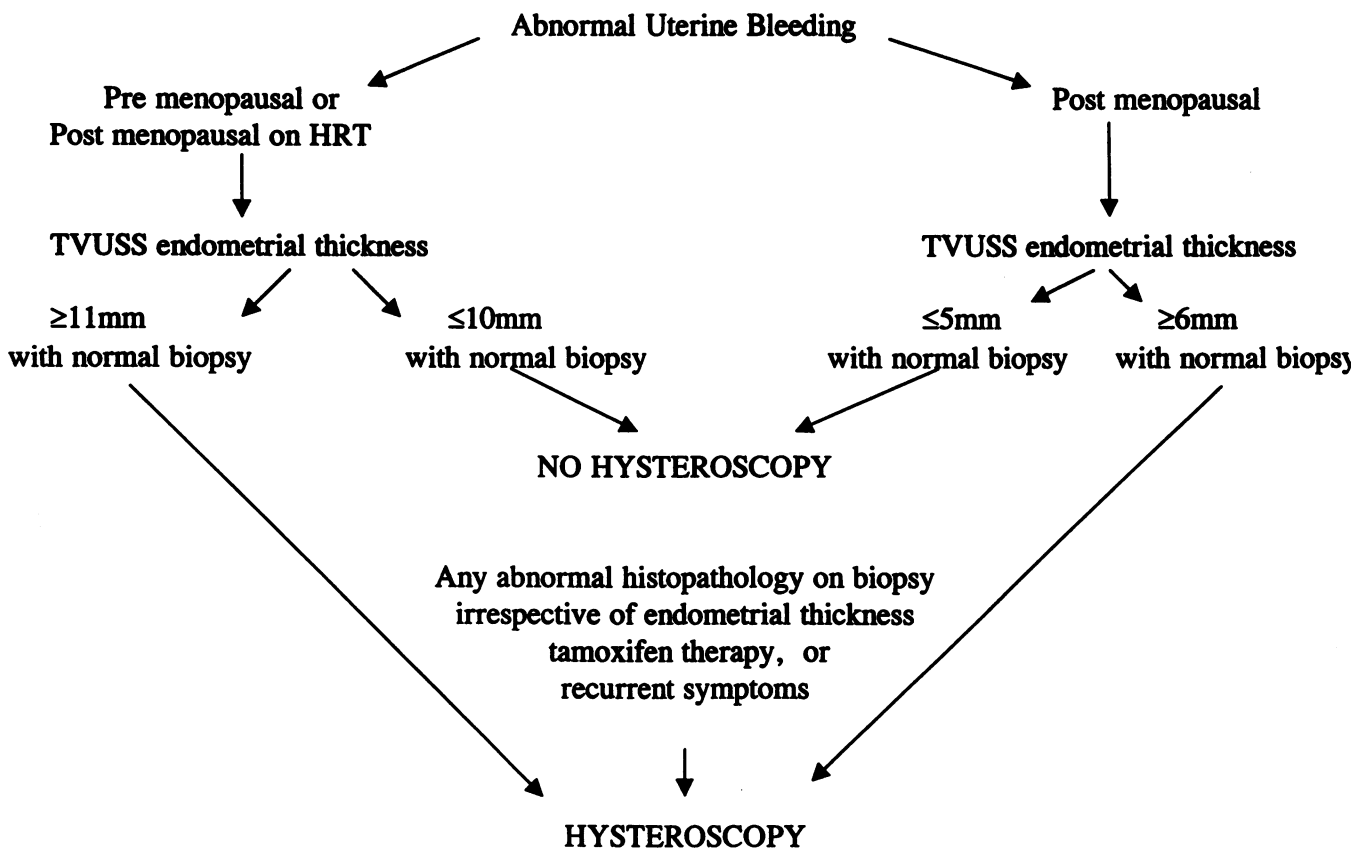 Abnormal Uterine Bleeding
Pre menopausal or
Post menopausal on HRT
Post menopausal
TVUSS endometrial thickness
TVUSS endometrial thickness
≥11mm
with normal biopsy
≤10mm
with normal biopsy
≤5mm
with normal biopsy
≥6mm
with normal biopsy
NO HYSTEROSCOPY
Any abnormal histopathology on biopsy
irrespective of endometrial thickness
tamoxifen therapy, or
recurrent symptoms
HYSTEROSCOPY